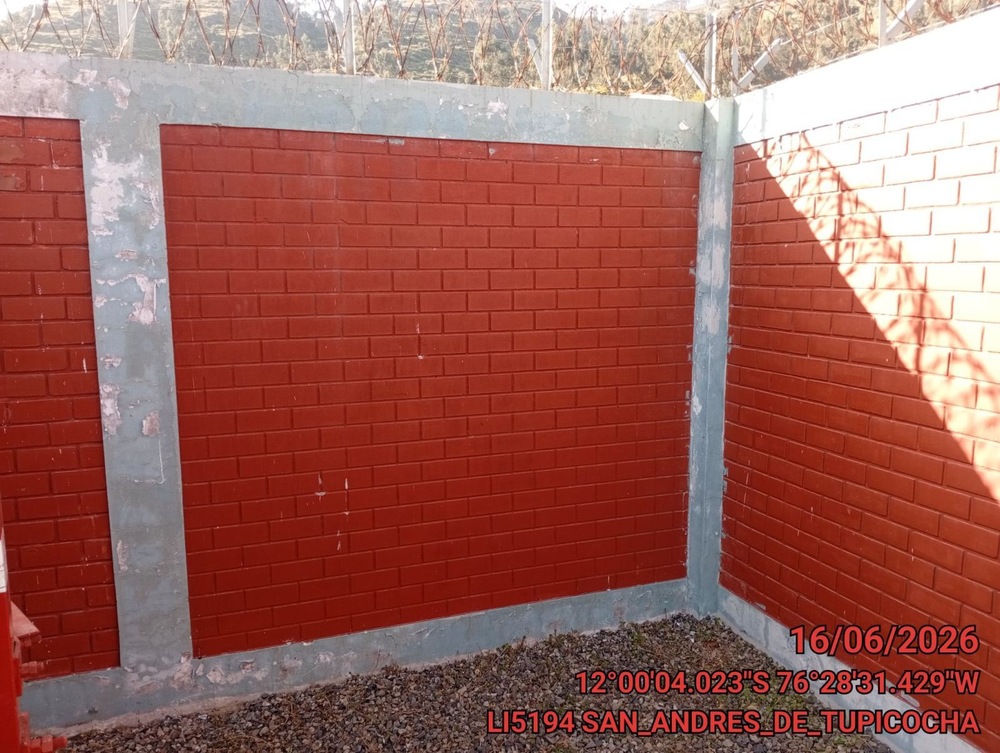 16/06/2026
12°00'04.023"S 76°28'31.429"W
LI5194 SAN_ANDRES_DE_TUPICOCHA